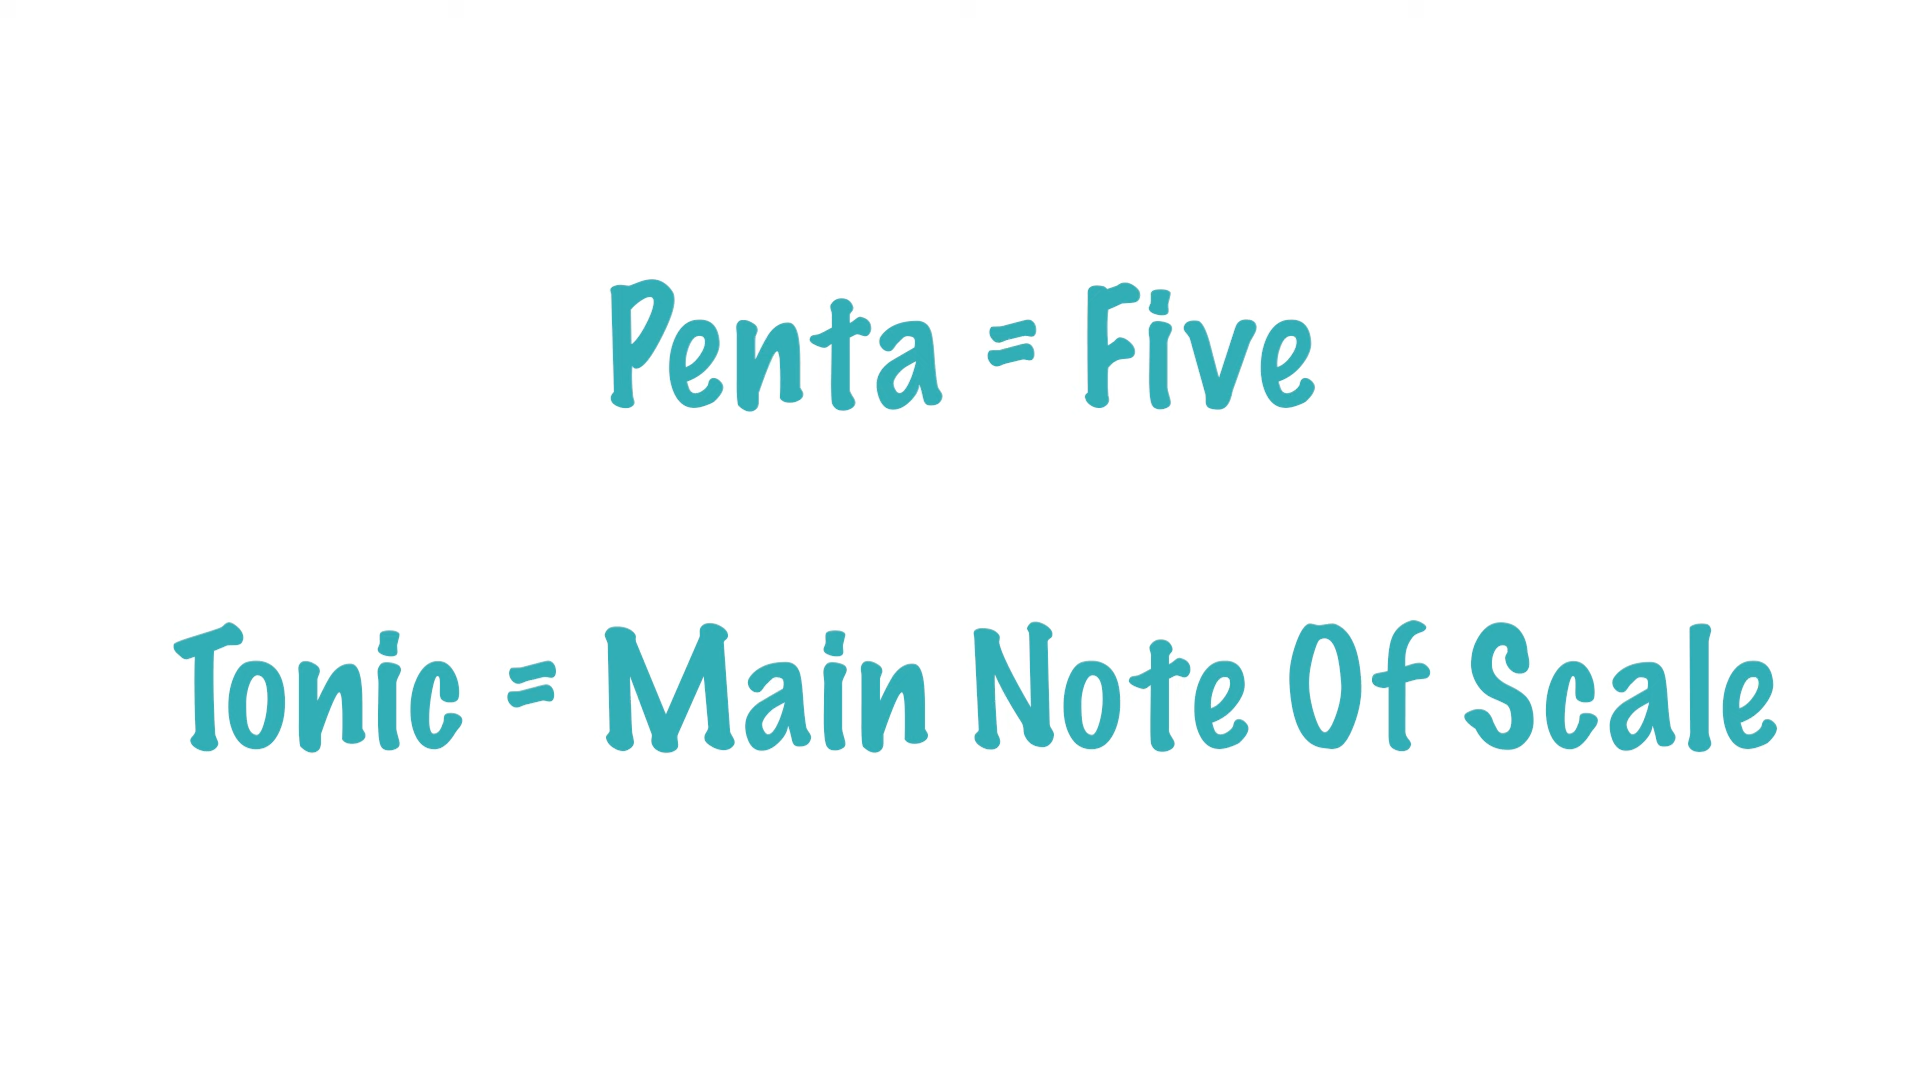 Penta = Five
Tonic = Main Note Of Scale